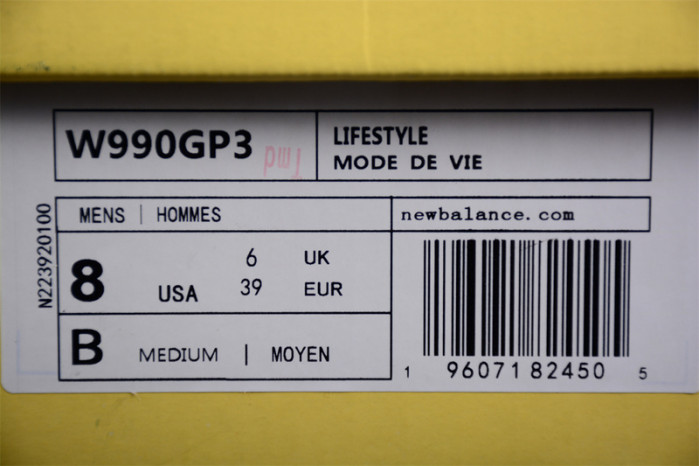 W990GP3
LIFESTYLE
MODE DE VIE
N223920100
MENS | HOMMES
newbalance.com
8 USA
6 UK
39 EUR
B MEDIUM | MOYEN
1 96071 82450 5